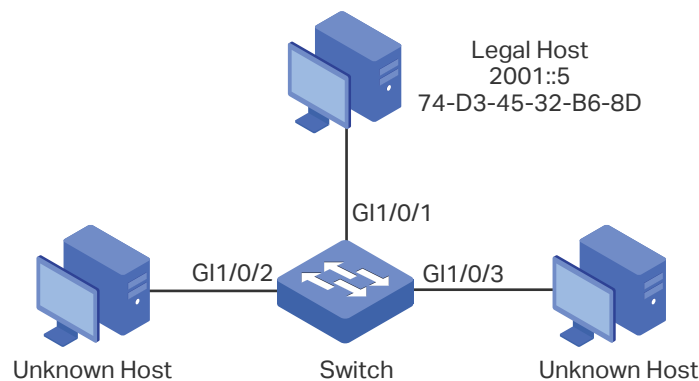 Legal Host
2001::5
74-D3-45-32-B6-8D
GI1/0/1
GI1/0/2
GI1/0/3
Unknown Host
Switch
Unknown Host